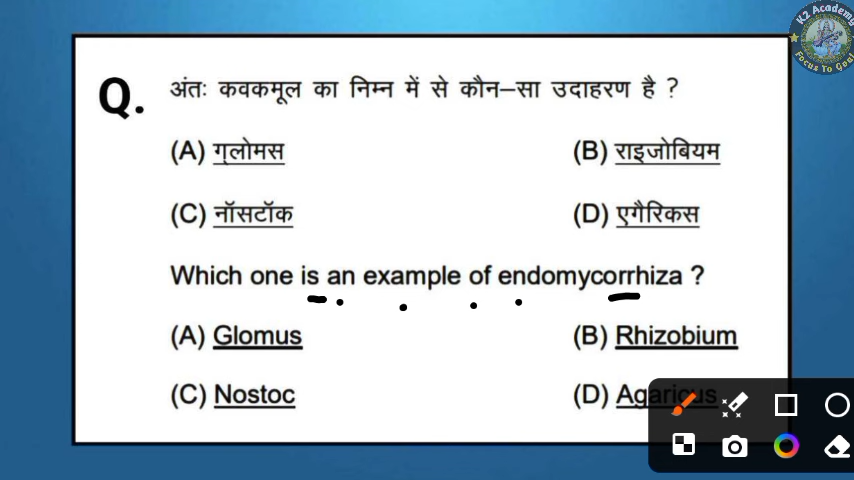 K2 Academy
Focus To Goal
Q. अंतः कवकमूल का निम्न में से कौन–सा उदाहरण है ?
(A) ग्लोमस (B) राइजोबियम
(C) नॉसटॉक (D) एगैरिकस
Which one is an example of endomycorrhiza ?
(A) Glomus (B) Rhizobium
(C) Nostoc (D) Agaricus